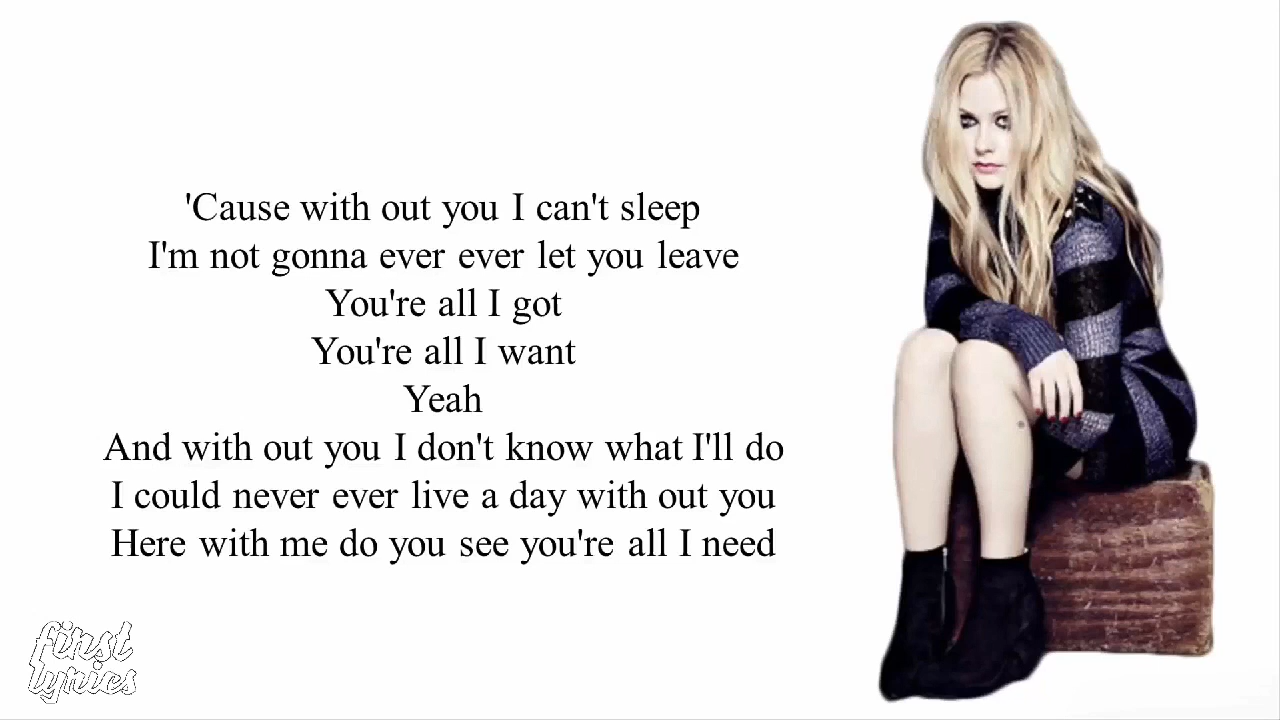 'Cause with out you I can't sleep
I'm not gonna ever ever let you leave
You're all I got
You're all I want
Yeah
And with out you I don't know what I'll do
I could never ever live a day with out you
Here with me do you see you're all I need
finst
lyrics